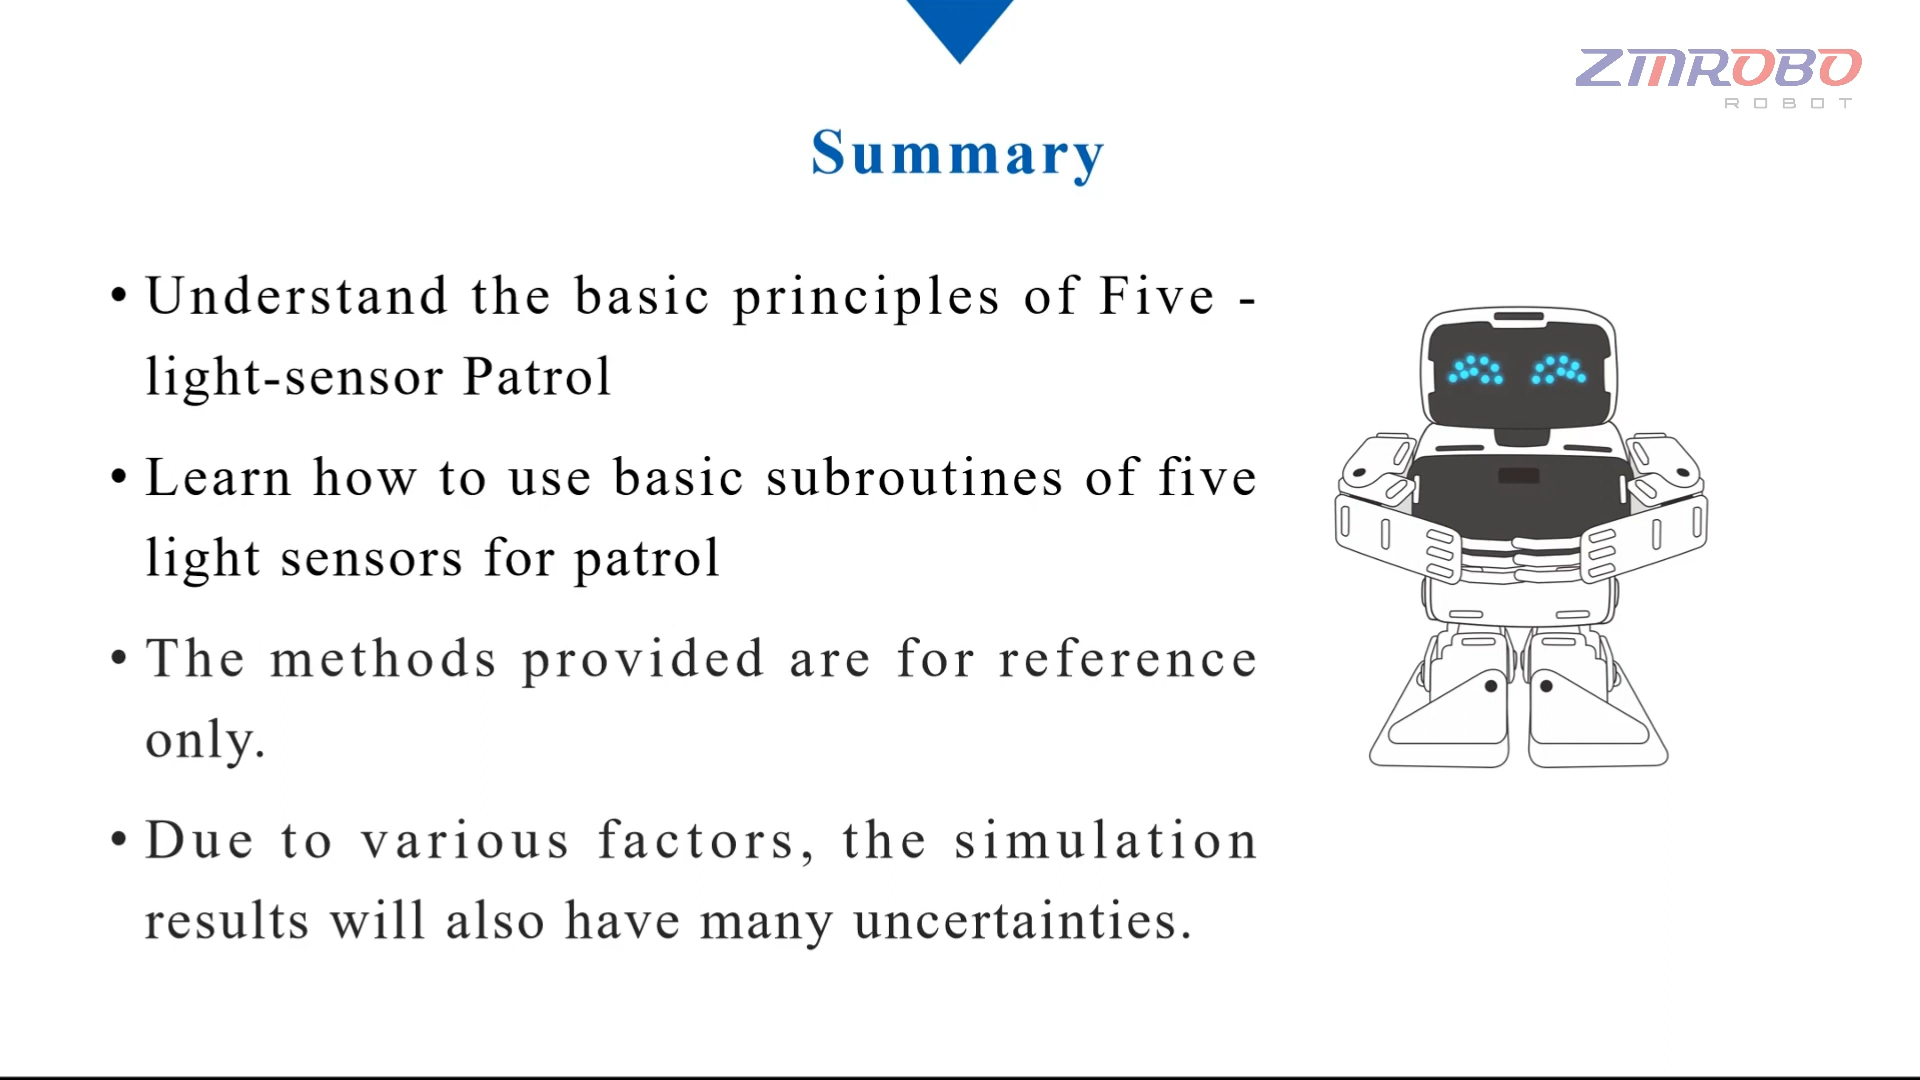 ZMROBO
ROBOT
Summary
• Understand the basic principles of Five -
light-sensor Patrol
• Learn how to use basic subroutines of five
light sensors for patrol
• The methods provided are for reference
only.
• Due to various factors, the simulation
results will also have many uncertainties.